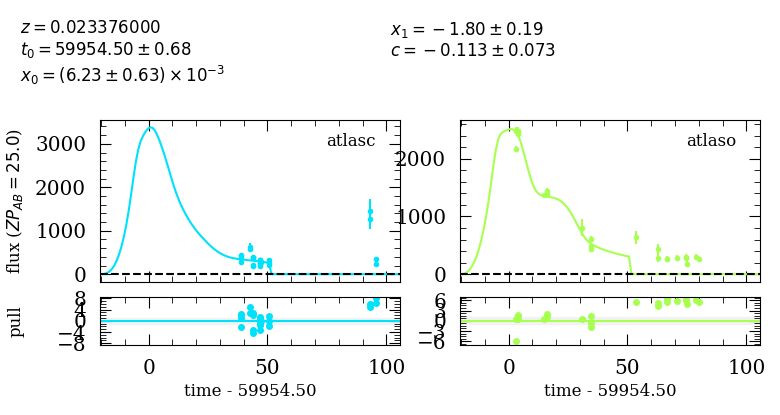 z = 0.023376000
t₀ = 59954.50 ± 0.68
x₀ = (6.23 ± 0.63) × 10⁻³
x₁ = −1.80 ± 0.19
c = −0.113 ± 0.073
atlasc
atlaso
flux (ZP_AB = 25.0)
3000
2000
1000
0
2000
1000
0
pull
8
4
0
−4
−8
6
3
0
−3
−6
0 50 100
0 50 100
time - 59954.50
time - 59954.50